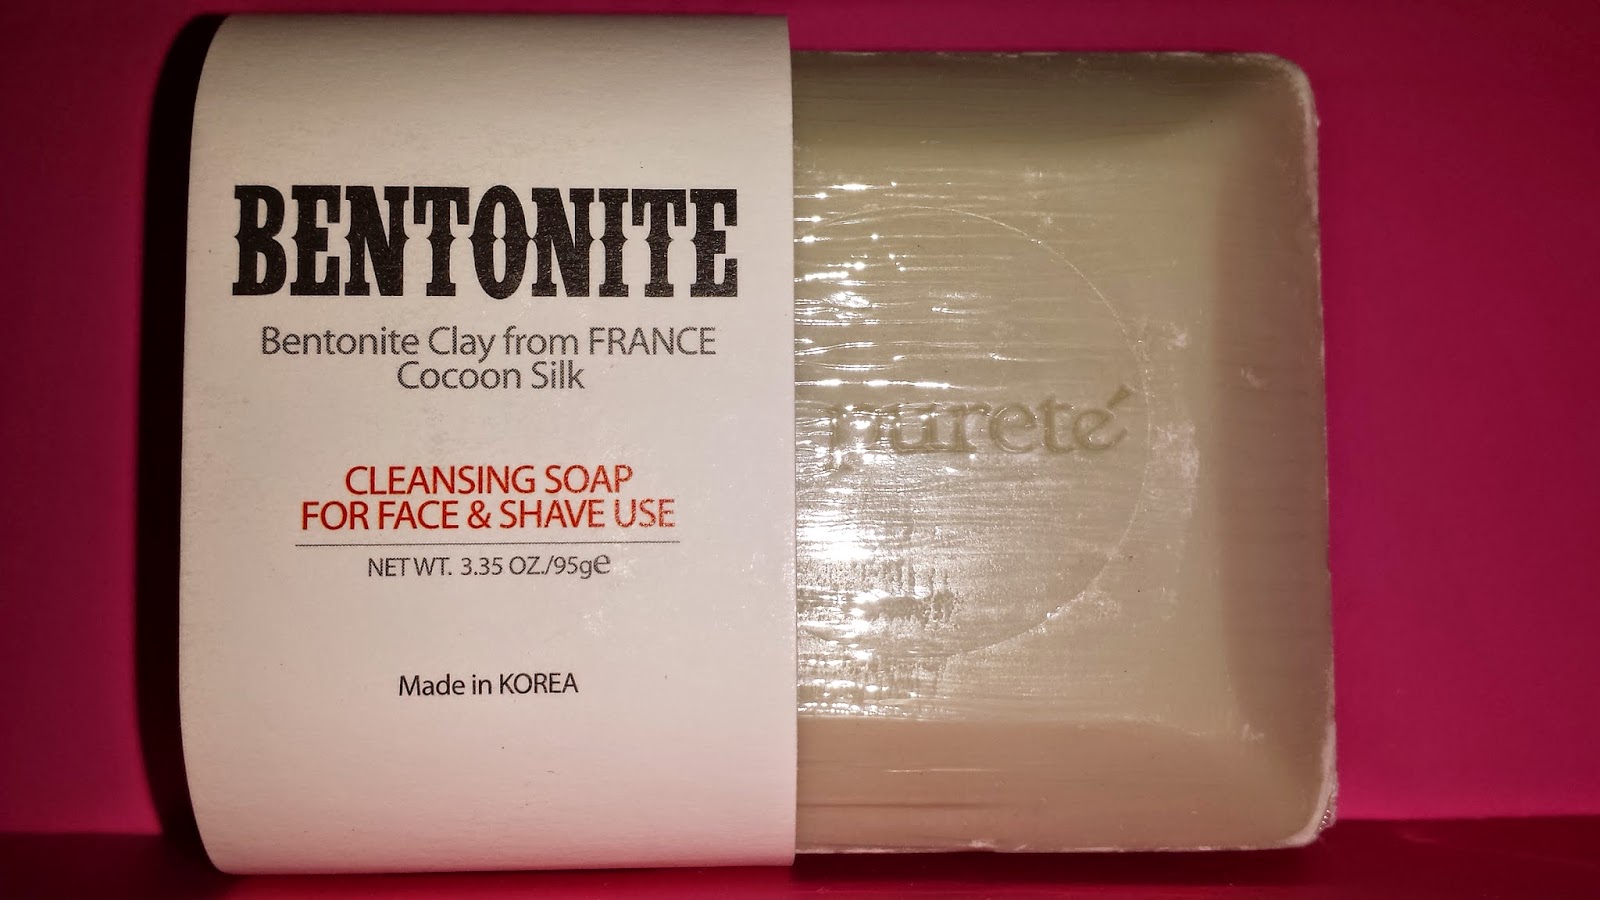 BENTONITE
Bentonite Clay from FRANCE
Cocoon Silk
CLEANSING SOAP
FOR FACE & SHAVE USE
NET WT. 3.35 OZ./95g℮
Made in KOREA
pureté